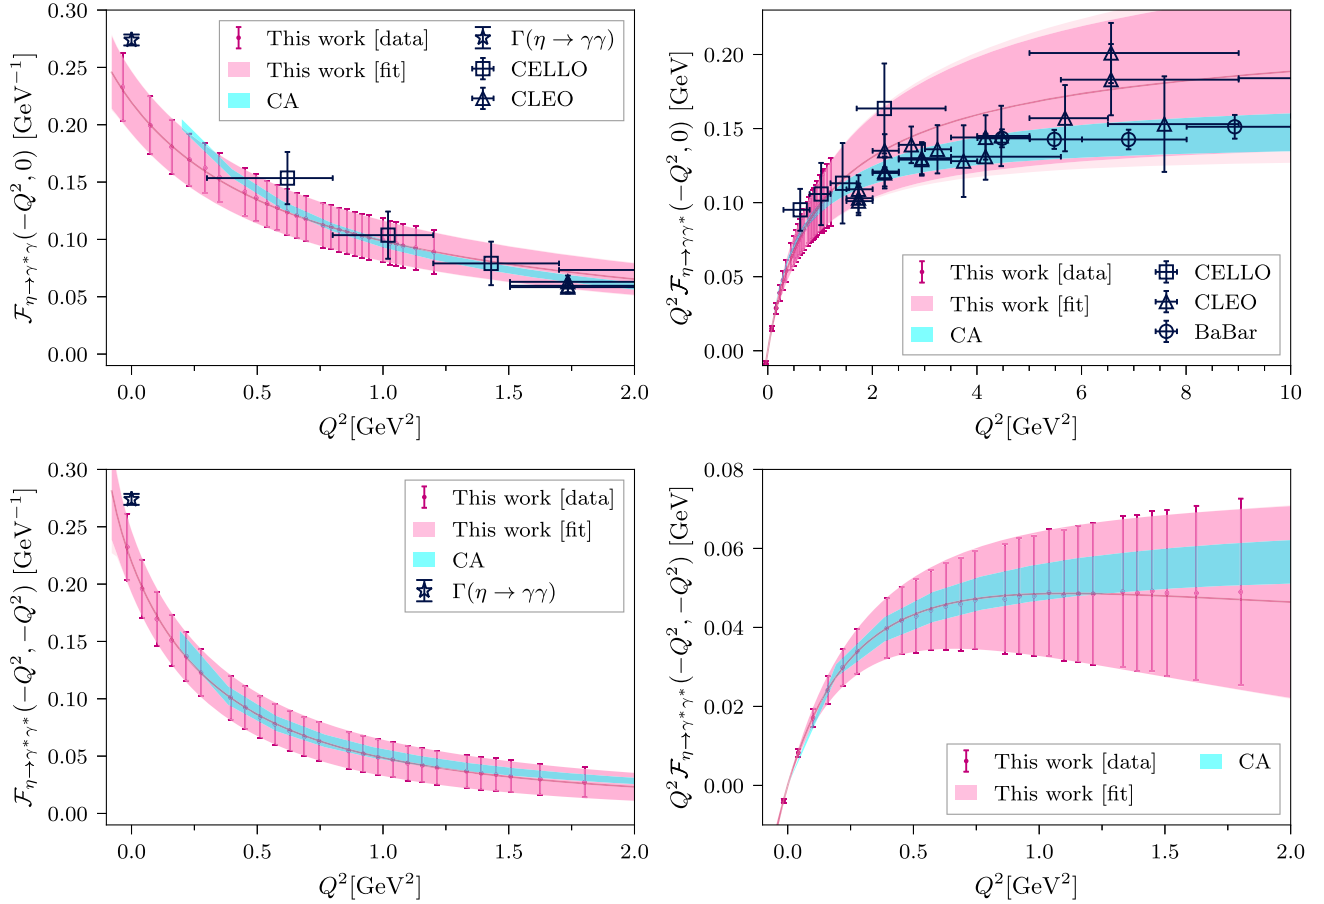 0.30
0.25
0.20
0.15
0.10
0.05
0.00
0.0 0.5 1.0 1.5 2.0
Q²[GeV²]
F_{η→γ*γ}(−Q², 0) [GeV⁻¹]
This work [data]
This work [fit]
CA
Γ(η → γγ)
CELLO
CLEO
0.20
0.15
0.10
0.05
0.00
0 2 4 6 8 10
Q²[GeV²]
Q²F_{η→γγ*}(−Q², 0) [GeV]
This work [data]
This work [fit]
CA
CELLO
CLEO
BaBar
0.30
0.25
0.20
0.15
0.10
0.05
0.00
0.0 0.5 1.0 1.5 2.0
Q²[GeV²]
F_{η→γ*γ*}(−Q², −Q²) [GeV⁻¹]
This work [data]
This work [fit]
CA
Γ(η → γγ)
0.08
0.06
0.04
0.02
0.00
0.0 0.5 1.0 1.5 2.0
Q²[GeV²]
Q²F_{η→γ*γ*}(−Q², −Q²) [GeV]
This work [data]
This work [fit]
CA